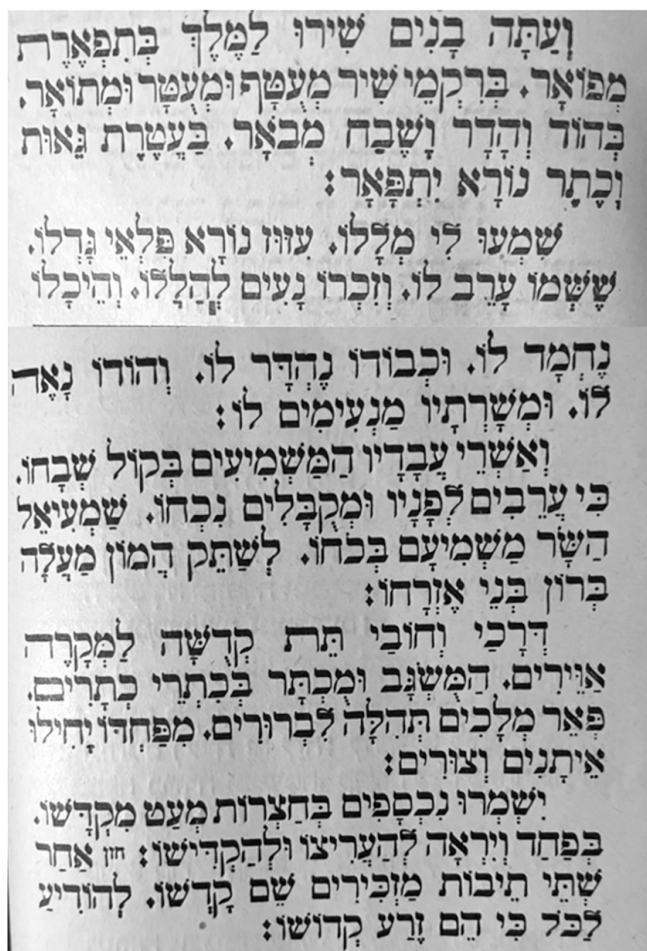 וְעַתָּה בָנִים שִׁירוּ לַמֶּלֶךְ בְּתִפְאֶרֶת
מְפוֹאָר. בְּרִקְמֵי שִׁיר מְעֻטָּף וּמְעֻטָּר וּמְתוֹאָר.
בְּהוֹד וְהָדָר וָשֶׁבַח מְבֹאָר. בַּעֲטֶרֶת גֵּאוּת
וְכֶתֶר נוֹרָא יִתְפָּאָר:
שִׁמְעוּ לִי מְלָלוֹ. עִזּוּז נוֹרָא פִּלְאֵי גָּדְלוֹ.
שֶׁשְּׁמוֹ עָרֵב לוֹ. וְזִכְרוֹ נָעִים לְהַלְלוֹ. וְהֵיכָלוֹ
נֶחְמָד לוֹ. וּכְבוֹדוֹ נֶהְדָּר לוֹ. וְהוֹדוֹ נָאֶה
לוֹ. וּמְשָׁרְתָיו מַנְעִימִים לוֹ:
וְאַשְׁרֵי עֲבָדָיו הַמַּשְׁמִיעִים בְּקוֹל שְׁבָחוֹ.
כִּי עֲרֵבִים לְפָנָיו וּמְקֻבָּלִים נִכְחוֹ. שַׁמְעִיאֵל
הַשָּׂר מַשְׁמִיעָם בְּכֹחוֹ. לְשַׁתֵּק הֲמוֹן מַעְלָה
בְּרוֹן בְּנֵי אֶזְרָחוֹ:
דְּרָכַי וְחוֹבַי תֵּת קְדֻשָּׁה לִמְקָרֶה
אֲוֵירִים. הַמֻּשְׂגָּב וּמֻכְתָּר בְּכִתְרֵי כְתָרִים.
פְּאֵר מְלָכִים תְּהִלָּה לִבְרוּרִים. מִפַּחְדּוֹ יָחִילוּ
אֵיתָנִים וְצוּרִים:
יִשְׁמְרוּ נִכְסָפִים בְּחַצְרוֹת מְעַט מִקְדָּשׁוֹ.
בְּפַחַד וְיִרְאָה לְהַעֲרִיצוֹ וּלְהַקְדִּישׁוֹ: חזן אַחַר
שְׁתֵּי תֵיבוֹת מַזְכִּירִים שֵׁם קָדְשׁוֹ. לְהוֹדִיעַ
לַכֹּל כִּי הֵם זֶרַע קְדוֹשׁוֹ: